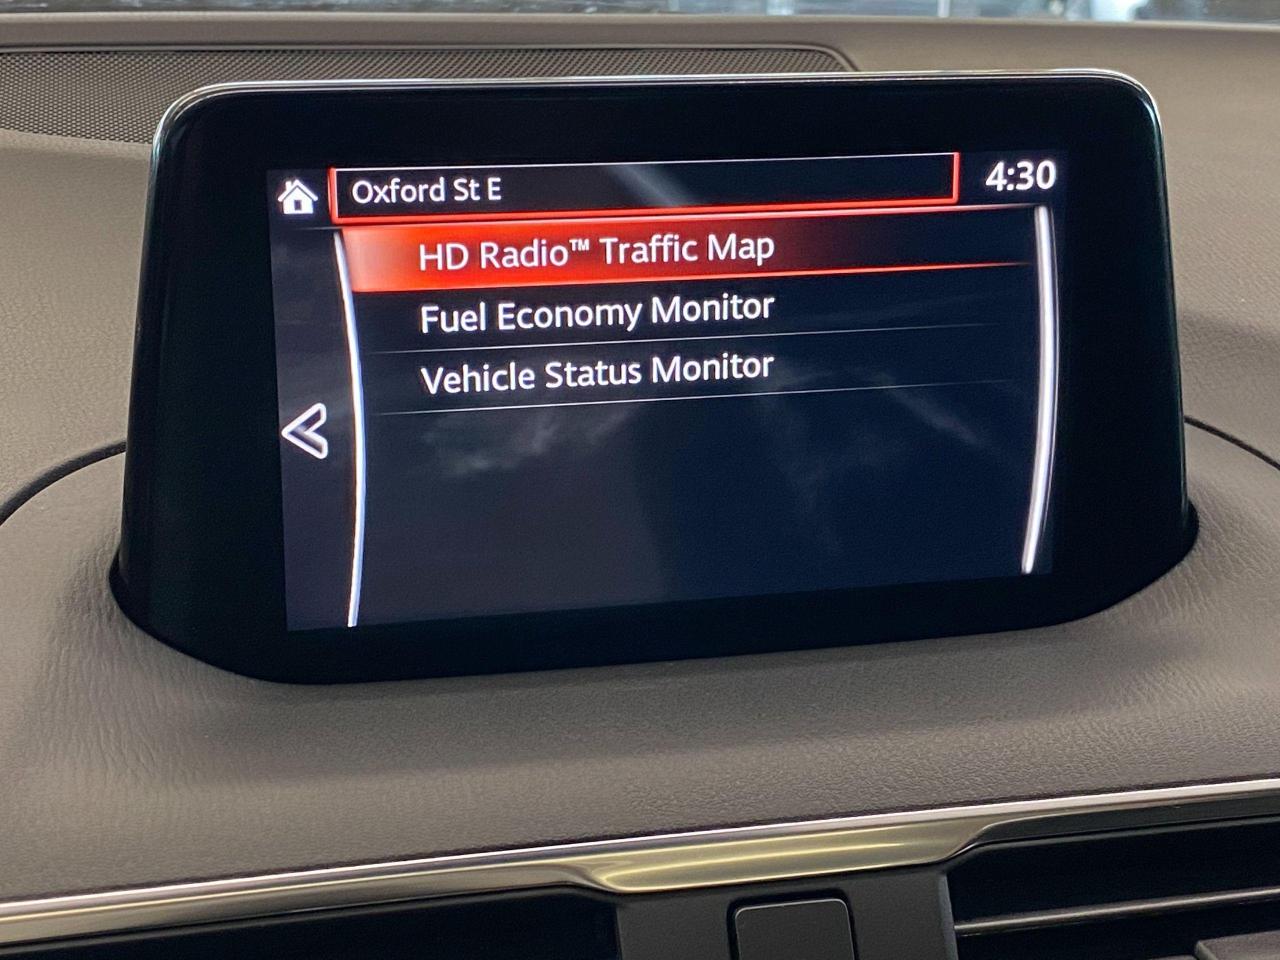 Oxford St E
4:30
HD Radio™ Traffic Map
Fuel Economy Monitor
Vehicle Status Monitor